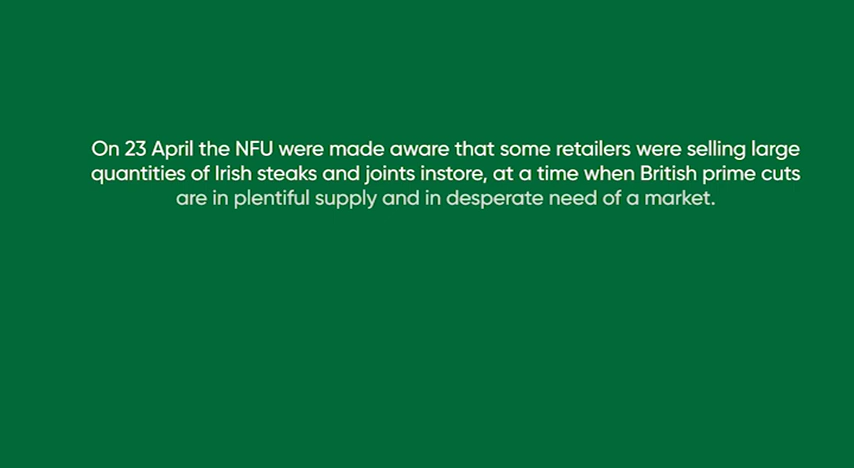 On 23 April the NFU were made aware that some retailers were selling large
quantities of Irish steaks and joints instore, at a time when British prime cuts
are in plentiful supply and in desperate need of a market.